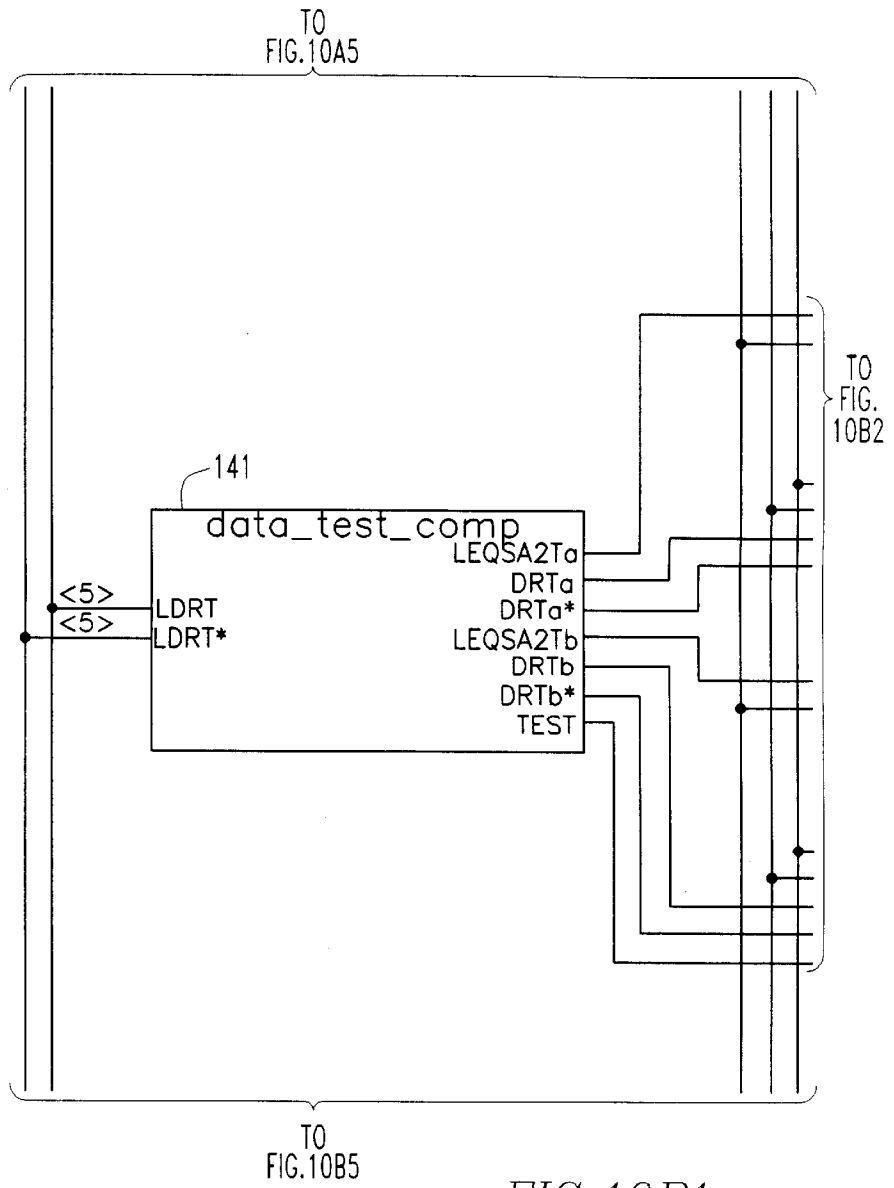 TO
FIG.10A5
TO
FIG.
10B2
141
data_test_comp
LEQSA2Ta
DRTa
<5>
LDRT
DRTa*
<5>
LDRT*
LEQSA2Tb
DRTb
DRTb*
TEST
TO
FIG.10B5